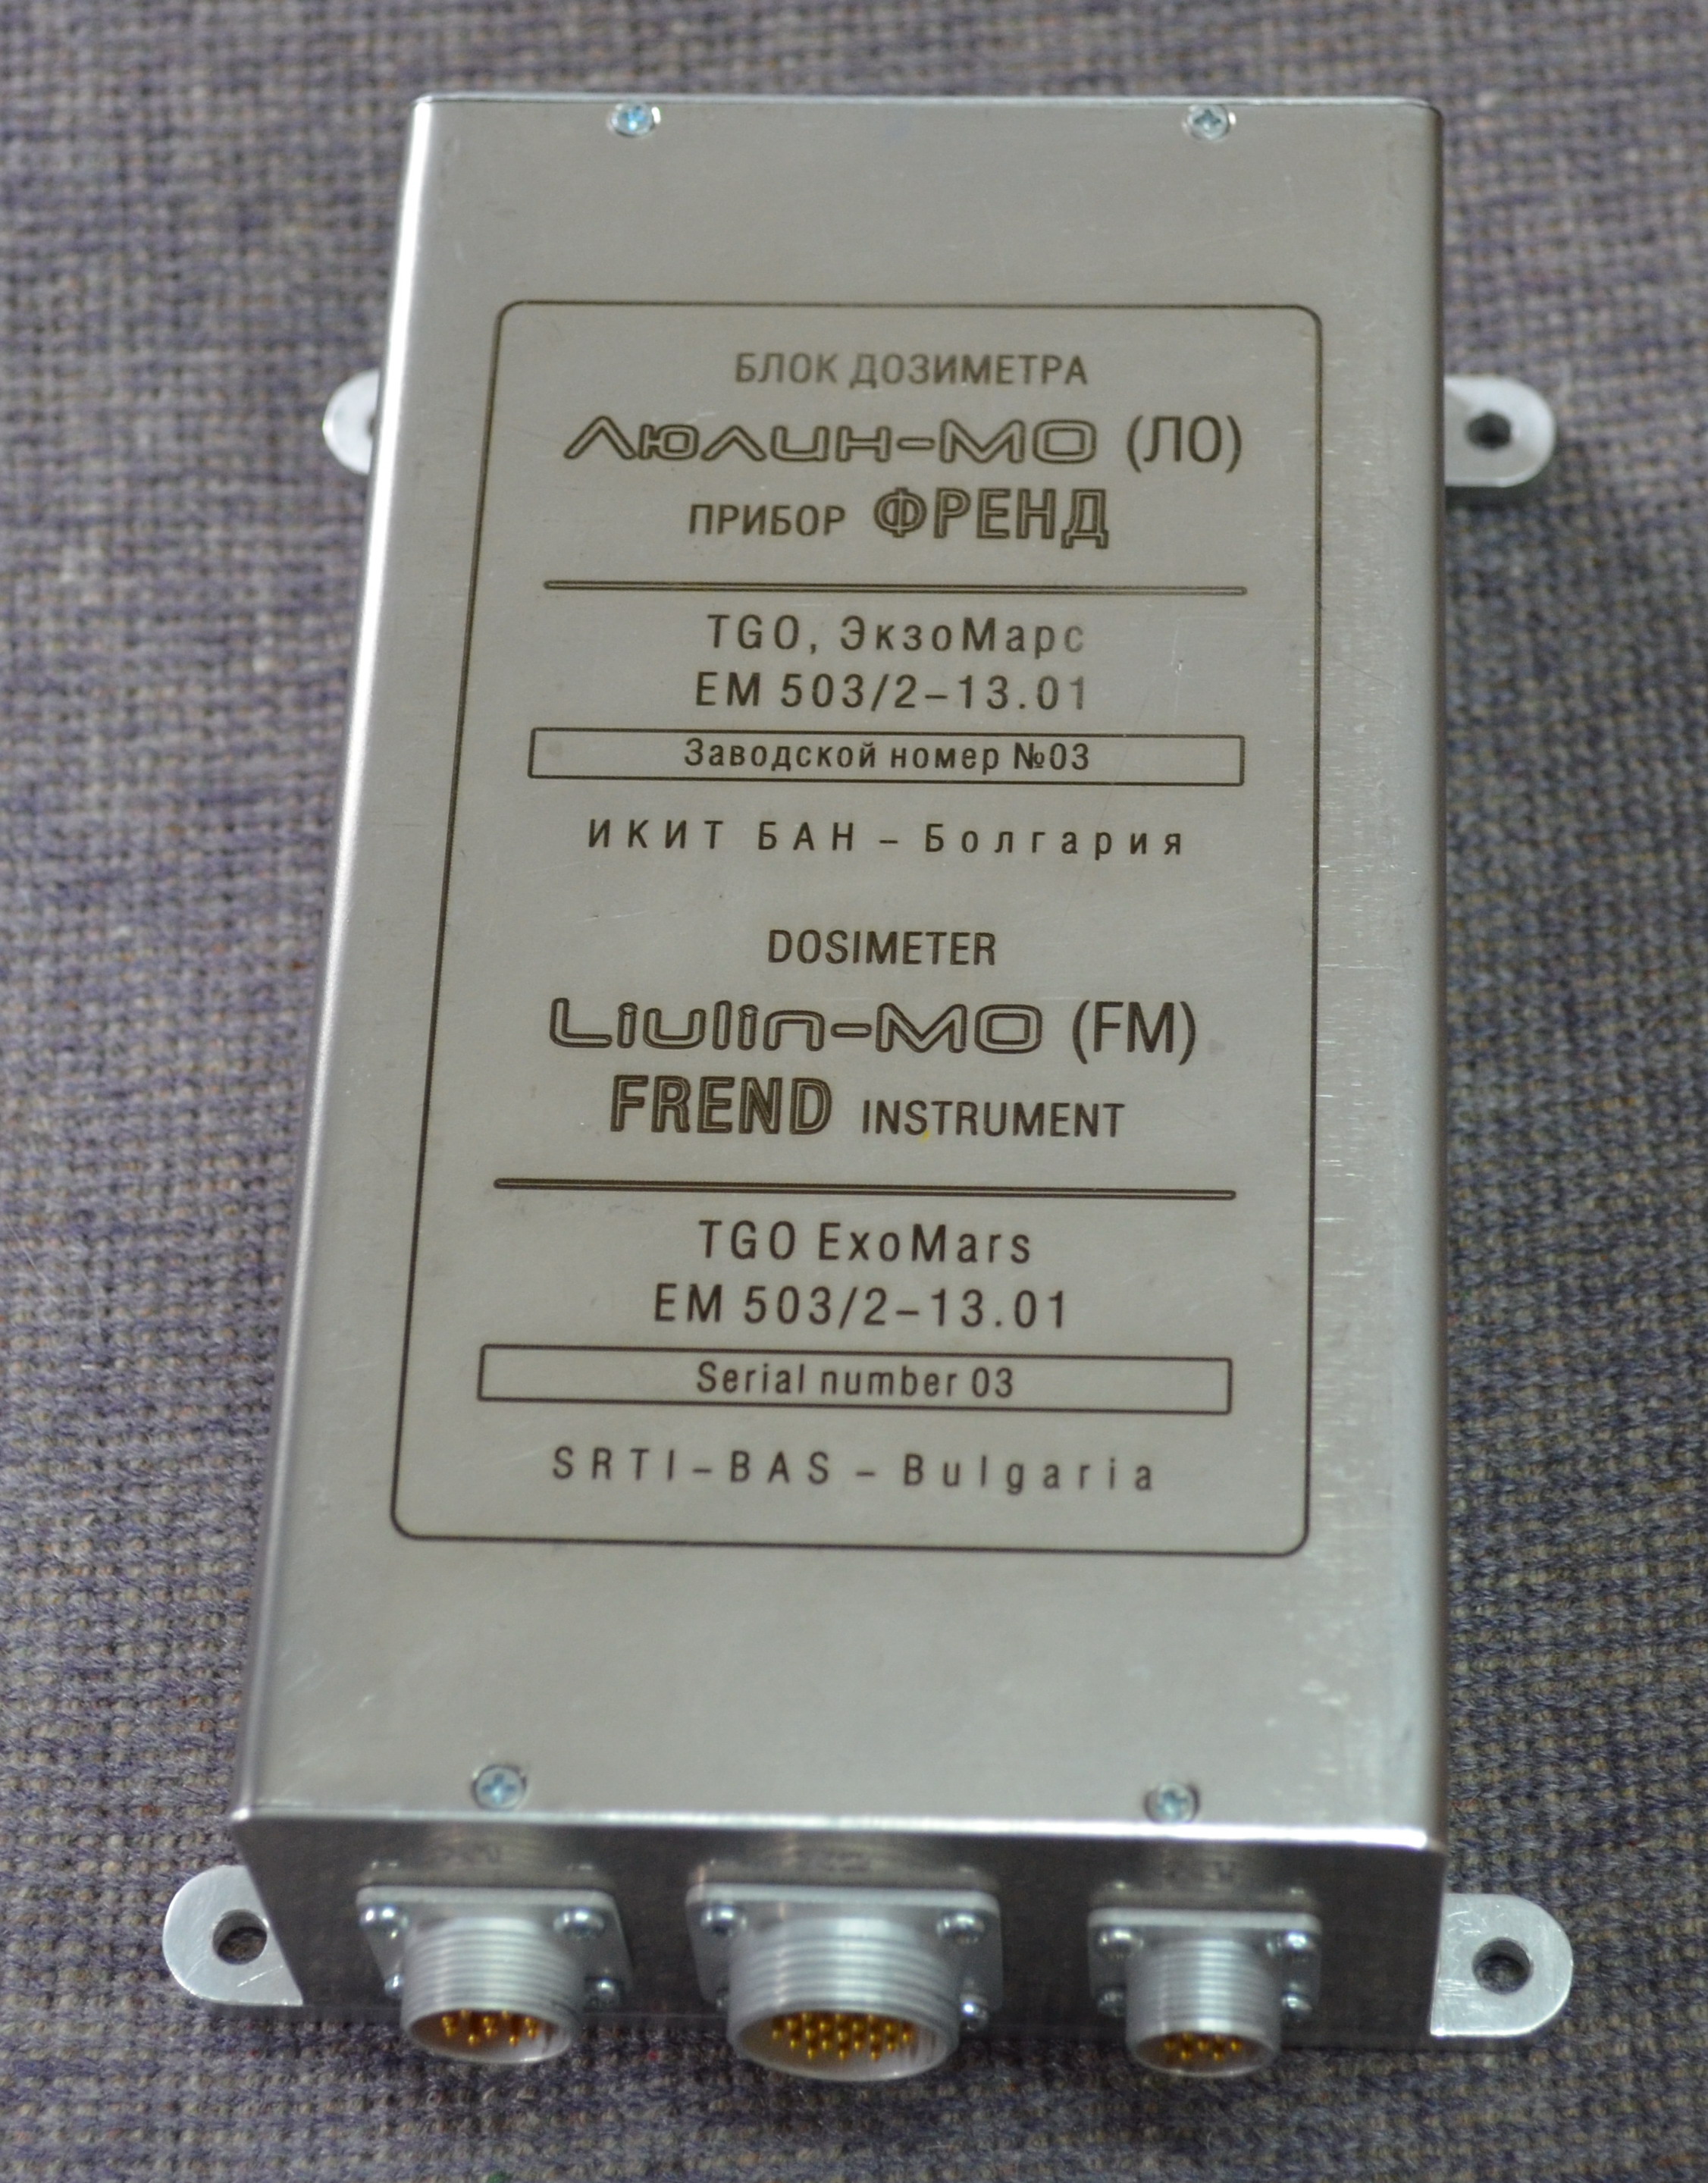 БЛОК ДОЗИМЕТРА
Люлин-МО (ЛО)
ПРИБОР ФРЕНД
TGO, ЭкзоМарс
ЕМ 503/2-13.01
Заводской номер №03
ИКИТ БАН - Болгария
DOSIMETER
Liulin-MO (FM)
FREND INSTRUMENT
TGO ExoMars
EM 503/2-13.01
Serial number 03
SRTI-BAS - Bulgaria